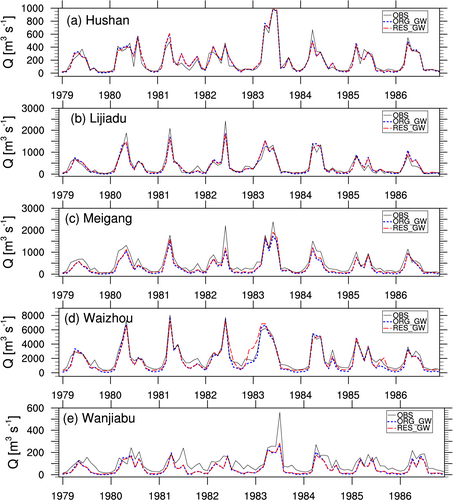 (a) Hushan
OBS
ORG_GW
RES_GW
Q [m³ s⁻¹]
1000
800
600
400
200
0
1979 1980 1981 1982 1983 1984 1985 1986
(b) Lijiadu
OBS
ORG_GW
RES_GW
Q [m³ s⁻¹]
3000
2000
1000
0
1979 1980 1981 1982 1983 1984 1985 1986
(c) Meigang
OBS
ORG_GW
RES_GW
Q [m³ s⁻¹]
3000
2000
1000
0
1979 1980 1981 1982 1983 1984 1985 1986
(d) Waizhou
OBS
ORG_GW
RES_GW
Q [m³ s⁻¹]
8000
6000
4000
2000
0
1979 1980 1981 1982 1983 1984 1985 1986
(e) Wanjiabu
OBS
ORG_GW
RES_GW
Q [m³ s⁻¹]
600
400
200
0
1979 1980 1981 1982 1983 1984 1985 1986